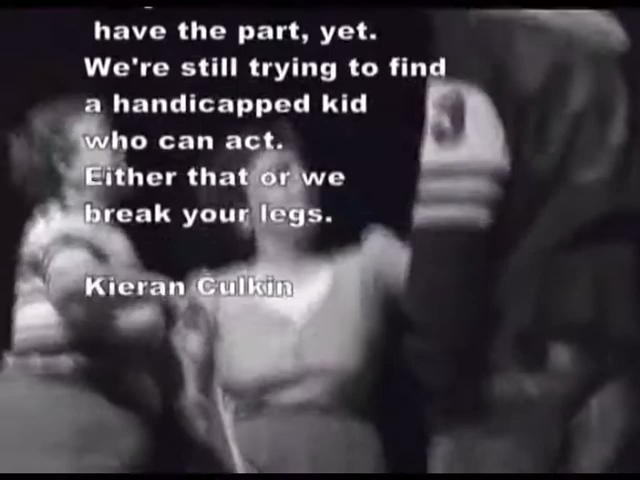 have the part, yet.
We're still trying to find
a handicapped kid
who can act.
Either that or we
break your legs.
Kieran Culkin